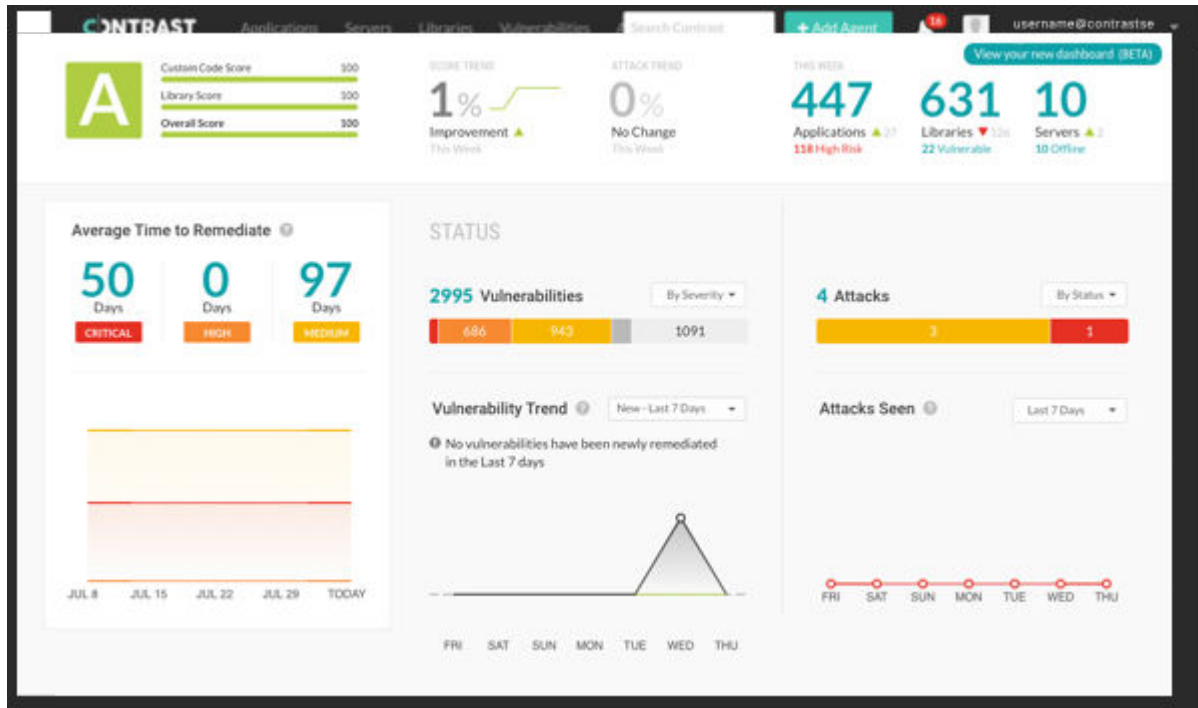 CONTRAST Applications Servers Libraries Vulnerabilities Search Contrast + Add Agent 16 username@contrastse
View your new dashboard (BETA)
A
Custom Code Score 100
Library Score 100
Overall Score 100
SCORE TREND
1%
Improvement
This Week
ATTACK TREND
0%
No Change
This Week
THIS WEEK
447
Applications 27
118 High Risk
631
Libraries 126
22 Vulnerable
10
Servers 2
10 Offline
Average Time to Remediate
50 0 97
Days Days Days
CRITICAL HIGH MEDIUM
JUL 8 JUL 15 JUL 22 JUL 29 TODAY
STATUS
2995 Vulnerabilities By Severity
686 943 1091
Vulnerability Trend New - Last 7 Days
No vulnerabilities have been newly remediated
in the Last 7 days
FRI SAT SUN MON TUE WED THU
4 Attacks By Status
3 1
Attacks Seen Last 7 Days
FRI SAT SUN MON TUE WED THU